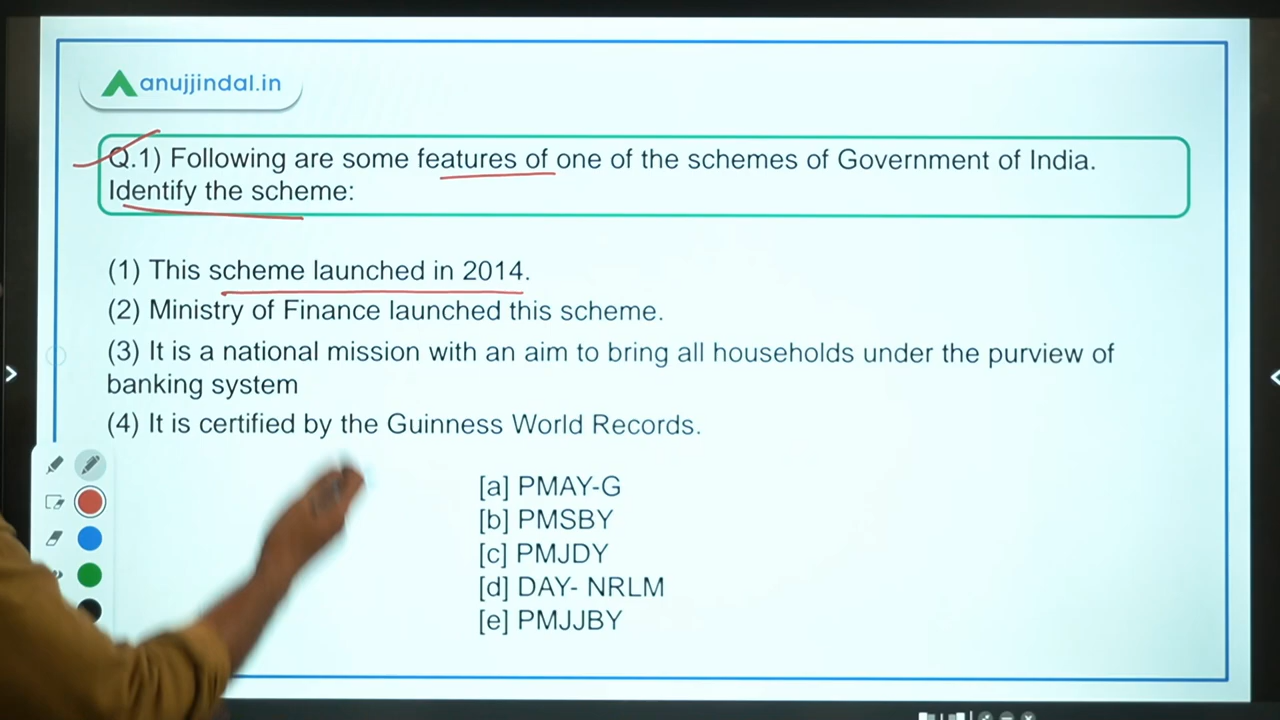 anujjindal.in
Q.1) Following are some features of one of the schemes of Government of India.
Identify the scheme:
(1) This scheme launched in 2014.
(2) Ministry of Finance launched this scheme.
(3) It is a national mission with an aim to bring all households under the purview of
banking system
(4) It is certified by the Guinness World Records.
[a] PMAY-G
[b] PMSBY
[c] PMJDY
[d] DAY- NRLM
[e] PMJJBY